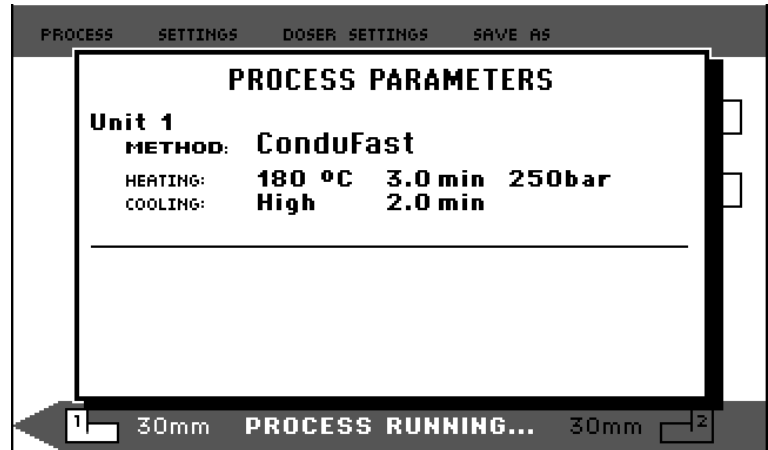 PROCESS SETTINGS DOSER SETTINGS SAVE AS
PROCESS PARAMETERS
Unit 1
METHOD: ConduFast
HEATING: 180 ºC 3.0 min 250bar
COOLING: High 2.0 min
1 30mm PROCESS RUNNING... 30mm 2